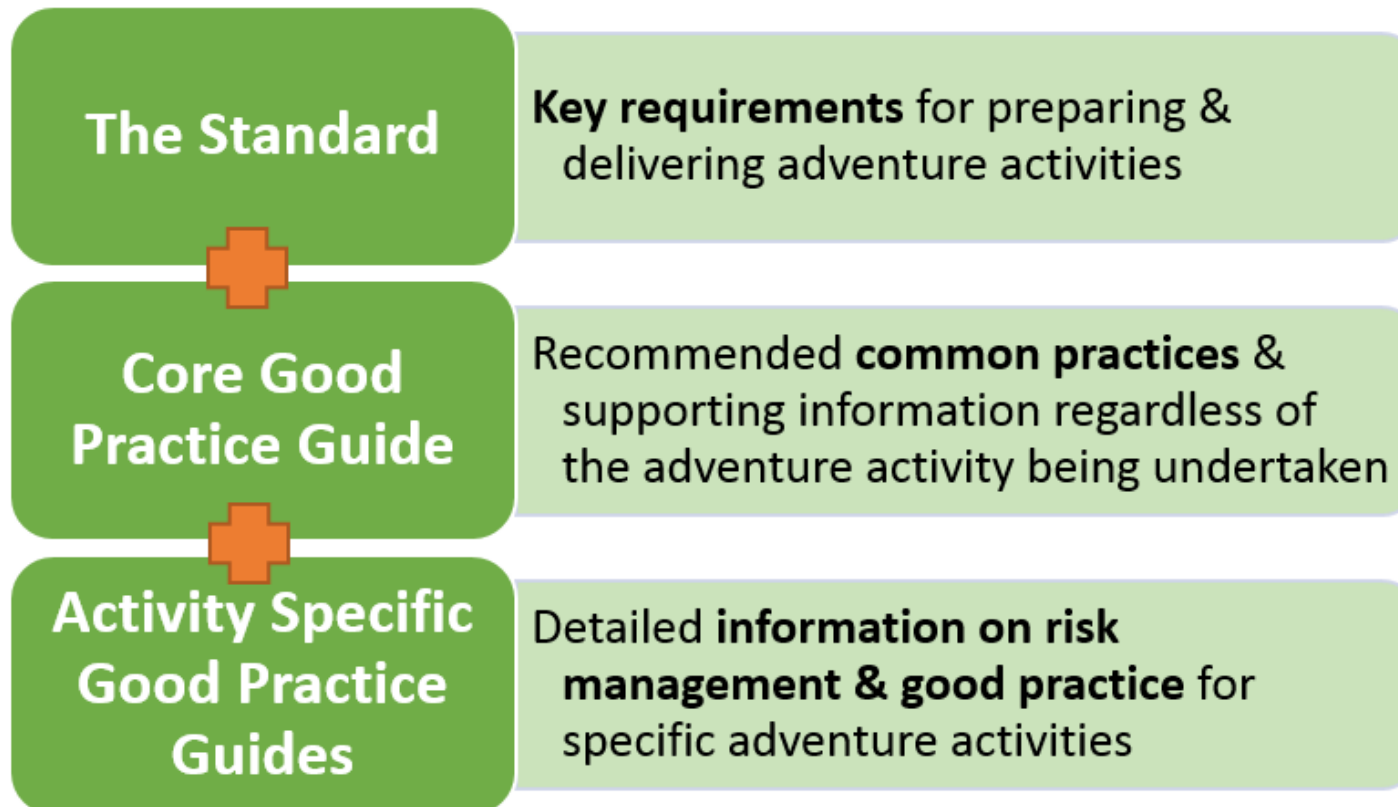 The Standard
Key requirements for preparing &
delivering adventure activities
Core Good
Practice Guide
Recommended common practices &
supporting information regardless of
the adventure activity being undertaken
Activity Specific
Good Practice
Guides
Detailed information on risk
management & good practice for
specific adventure activities